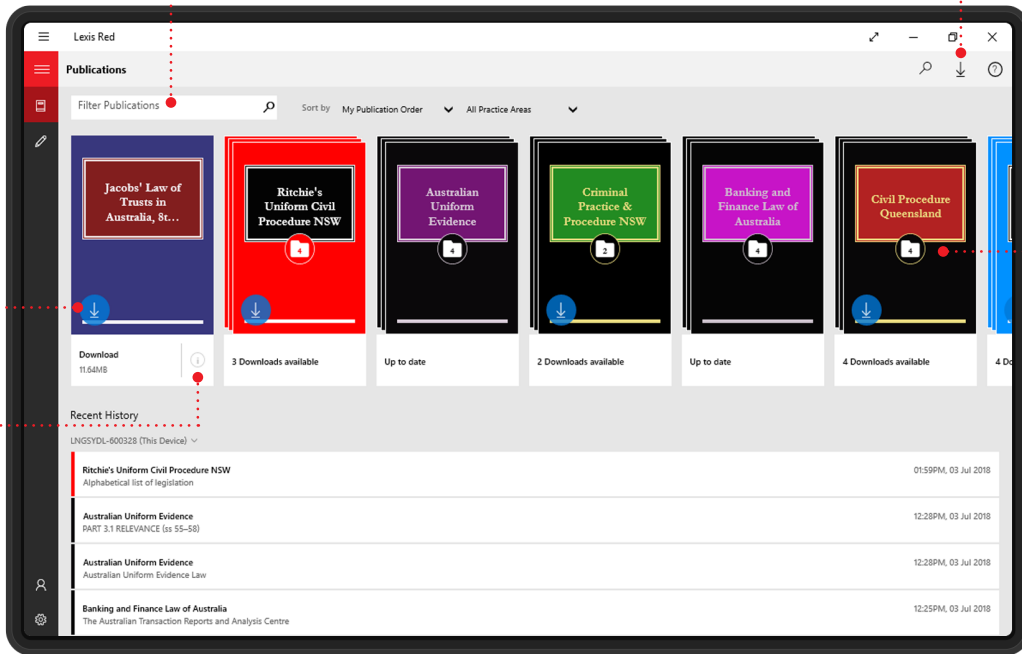 Lexis Red
Publications
?
Filter Publications
Sort by My Publication Order All Practice Areas
Jacobs' Law of
Trusts in
Australia, 8t...
Download
11.64MB
i
Ritchie's
Uniform Civil
Procedure NSW
4
3 Downloads available
Australian
Uniform
Evidence
4
Up to date
Criminal
Practice &
Procedure NSW
2
2 Downloads available
Banking and
Finance Law of
Australia
4
Up to date
Civil Procedure
Queensland
4
4 Downloads available
Recent History
LNGSYDL-600328 (This Device)
Ritchie's Uniform Civil Procedure NSW 01:59PM, 03 Jul 2018
Alphabetical list of legislation
Australian Uniform Evidence 12:28PM, 03 Jul 2018
PART 3.1 RELEVANCE (ss 55–58)
Australian Uniform Evidence 12:28PM, 03 Jul 2018
Australian Uniform Evidence Law
Banking and Finance Law of Australia 12:25PM, 03 Jul 2018
The Australian Transaction Reports and Analysis Centre